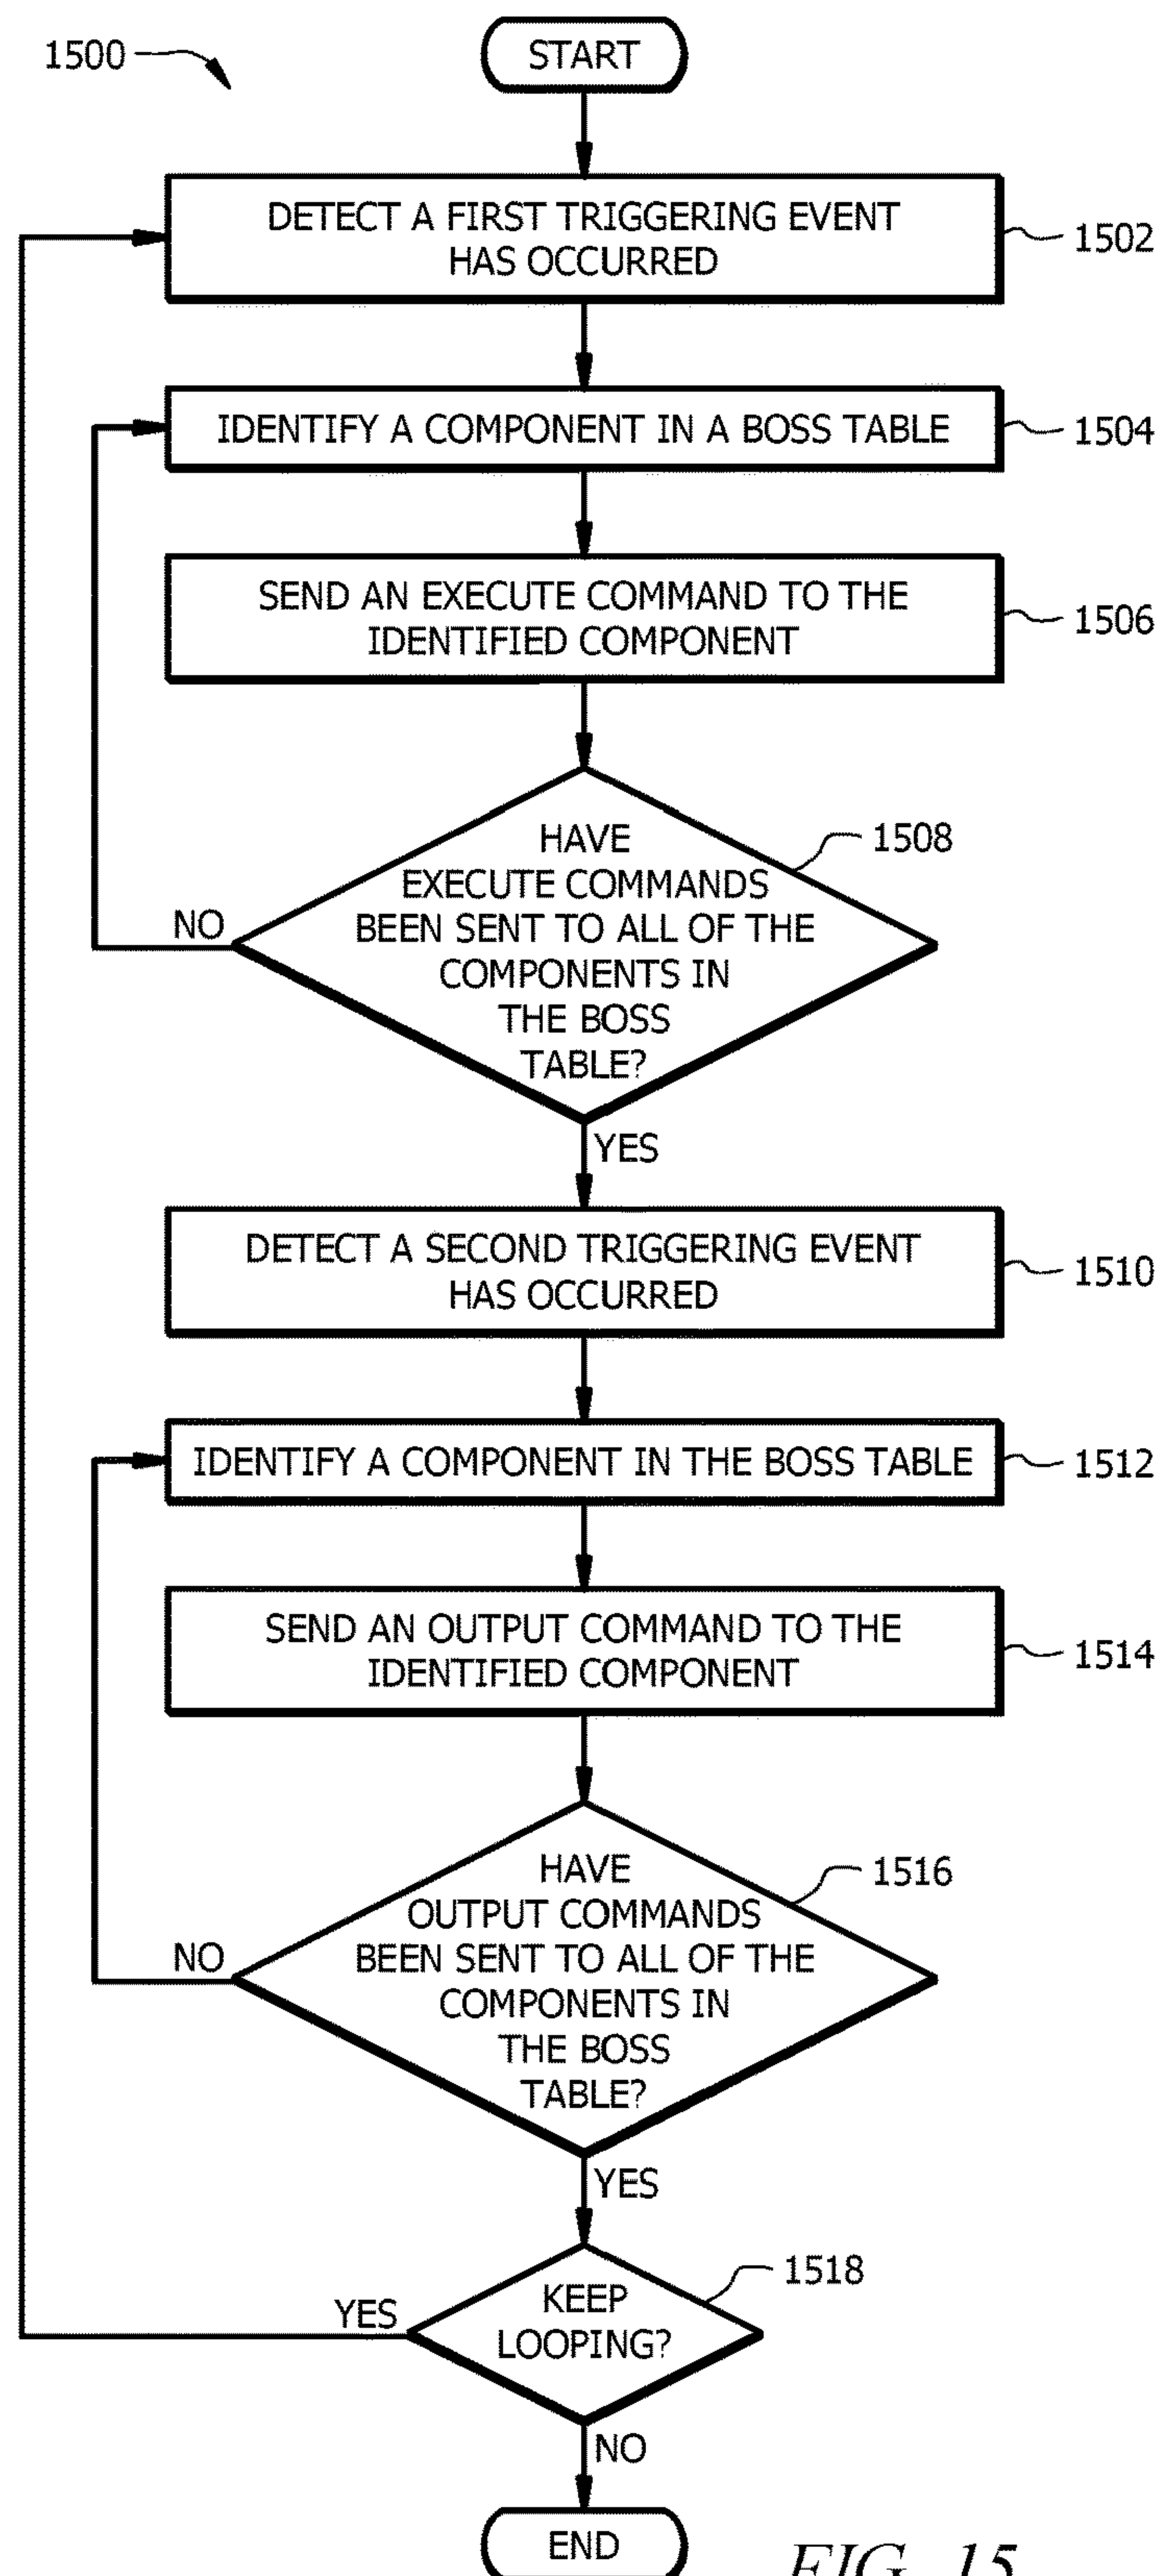 1500
START
DETECT A FIRST TRIGGERING EVENT
HAS OCCURRED
1502
IDENTIFY A COMPONENT IN A BOSS TABLE
1504
SEND AN EXECUTE COMMAND TO THE
IDENTIFIED COMPONENT
1506
HAVE
EXECUTE COMMANDS
BEEN SENT TO ALL OF THE
COMPONENTS IN
THE BOSS
TABLE?
1508
NO
YES
DETECT A SECOND TRIGGERING EVENT
HAS OCCURRED
1510
IDENTIFY A COMPONENT IN THE BOSS TABLE
1512
SEND AN OUTPUT COMMAND TO THE
IDENTIFIED COMPONENT
1514
HAVE
OUTPUT COMMANDS
BEEN SENT TO ALL OF THE
COMPONENTS IN
THE BOSS
TABLE?
1516
NO
YES
KEEP
LOOPING?
1518
YES
NO
END
FIG. 15